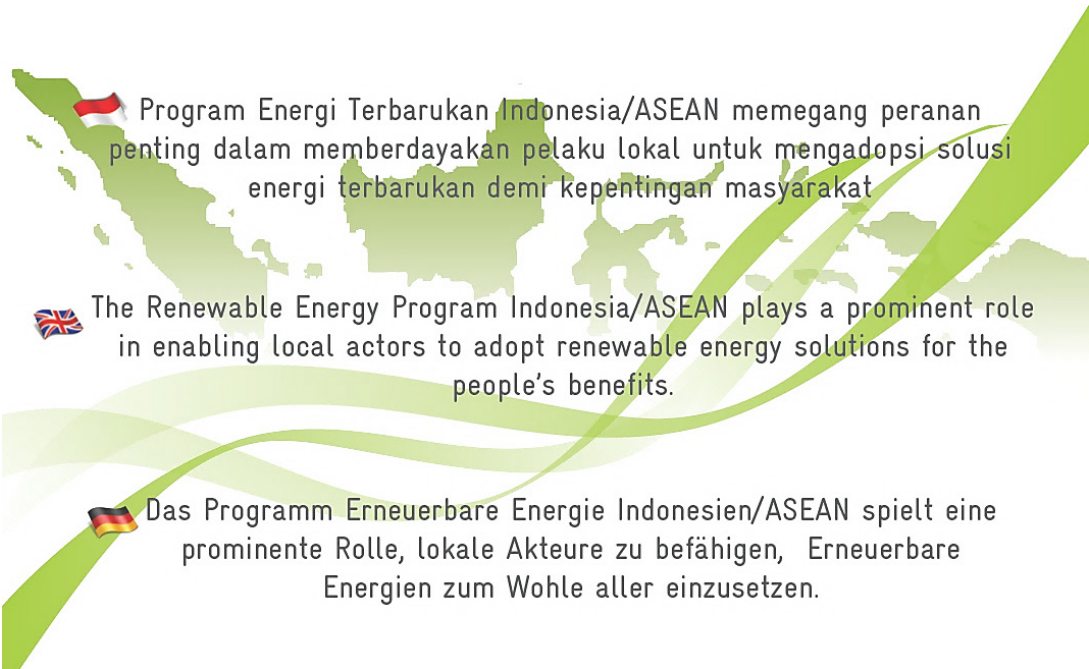 Program Energi Terbarukan Indonesia/ASEAN memegang peranan
penting dalam memberdayakan pelaku lokal untuk mengadopsi solusi
energi terbarukan demi kepentingan masyarakat
The Renewable Energy Program Indonesia/ASEAN plays a prominent role
in enabling local actors to adopt renewable energy solutions for the
people's benefits.
Das Programm Erneuerbare Energie Indonesien/ASEAN spielt eine
prominente Rolle, lokale Akteure zu befähigen,  Erneuerbare
Energien zum Wohle aller einzusetzen.